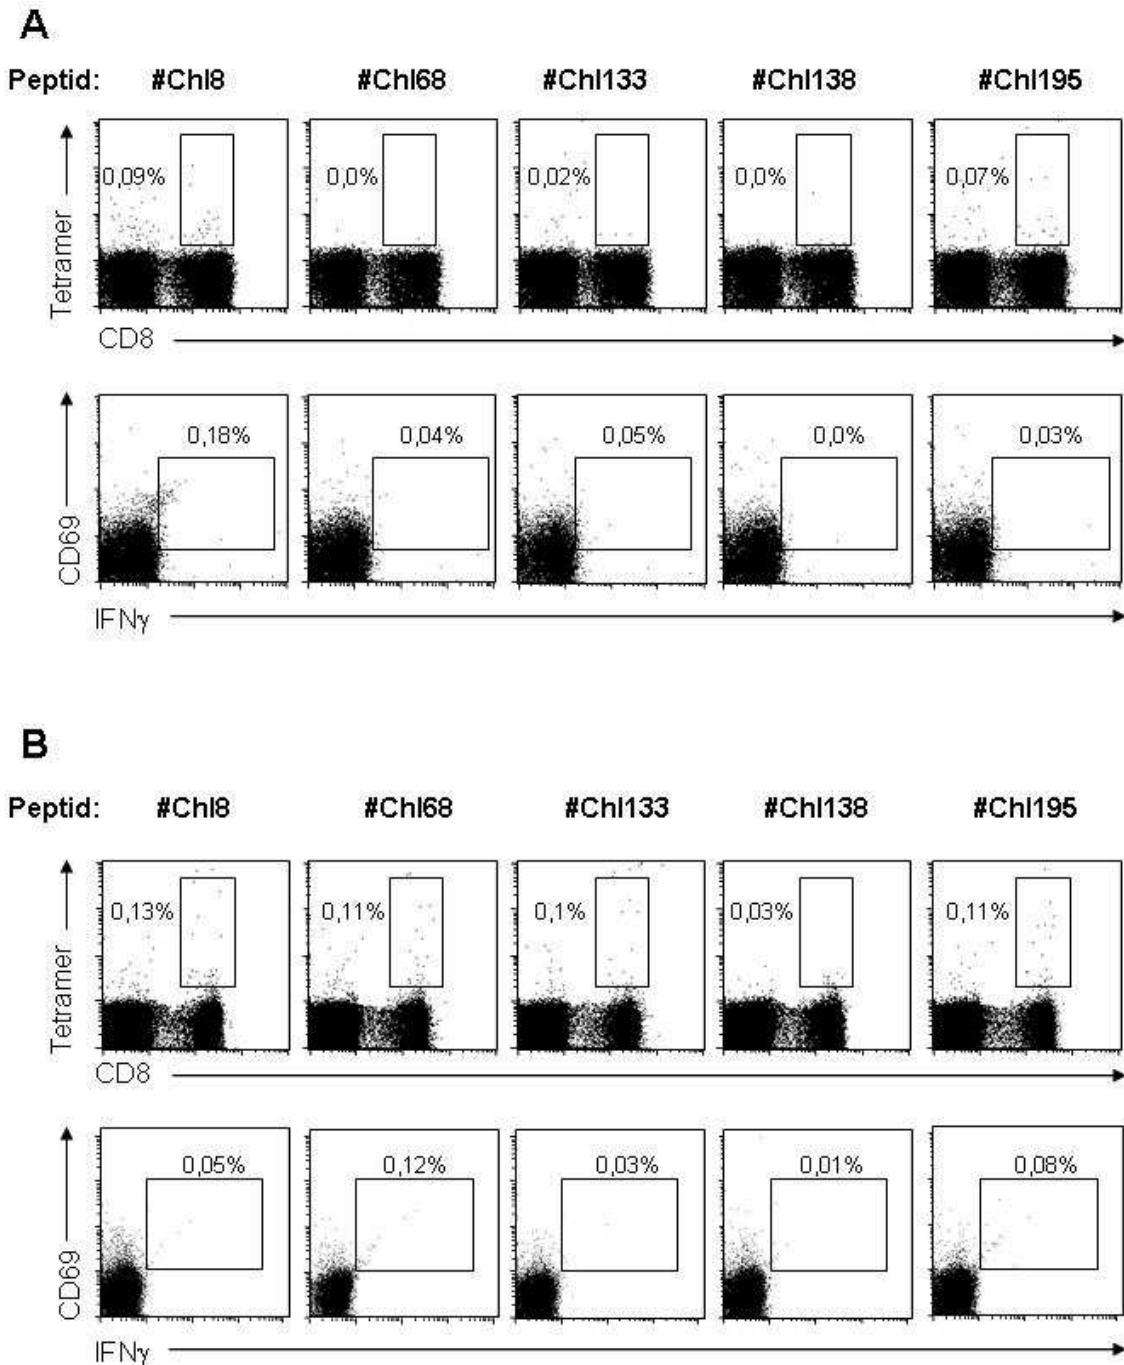 A
Peptid: #Chl8 #Chl68 #Chl133 #Chl138 #Chl195
Tetramer
0,09% 0,0% 0,02% 0,0% 0,07%
CD8
CD69
0,18% 0,04% 0,05% 0,0% 0,03%
IFNγ
B
Peptid: #Chl8 #Chl68 #Chl133 #Chl138 #Chl195
Tetramer
0,13% 0,11% 0,1% 0,03% 0,11%
CD8
CD69
0,05% 0,12% 0,03% 0,01% 0,08%
IFNγ